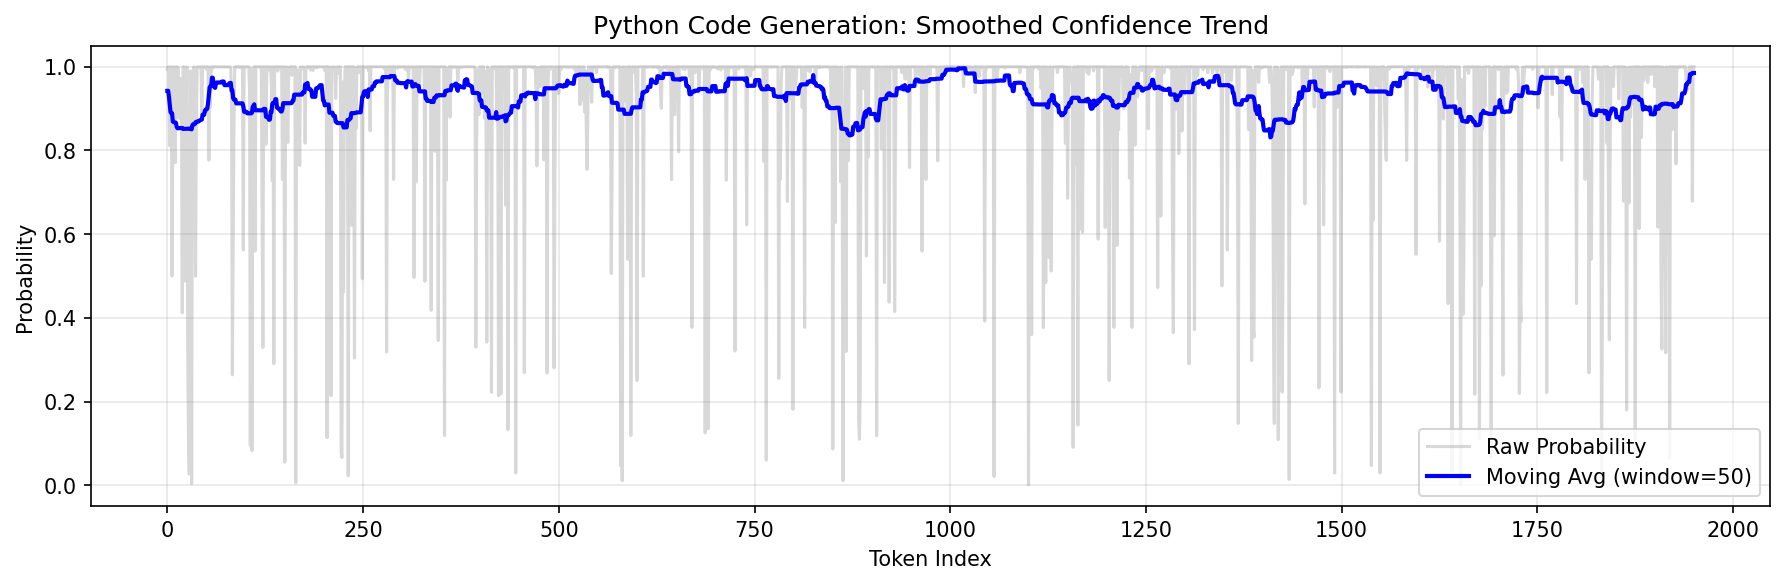 Python Code Generation: Smoothed Confidence Trend
Probability
1.0
0.8
0.6
0.4
0.2
0.0
Raw Probability
Moving Avg (window=50)
0 250 500 750 1000 1250 1500 1750 2000
Token Index